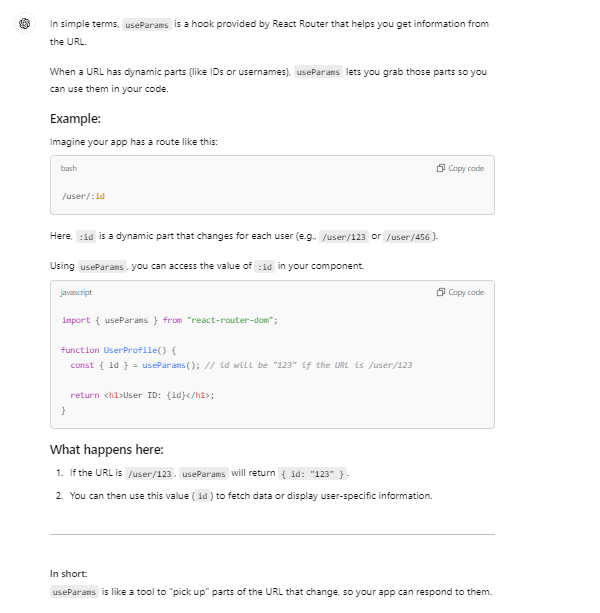 In simple terms, useParams is a hook provided by React Router that helps you get information from
the URL.
When a URL has dynamic parts (like IDs or usernames), useParams lets you grab those parts so you
can use them in your code.
Example:
Imagine your app has a route like this:
bash
Copy code
/user/:id
Here, :id is a dynamic part that changes for each user (e.g., /user/123 or /user/456 ).
Using useParams , you can access the value of :id in your component.
javascript
Copy code
import { useParams } from "react-router-dom";
function UserProfile() {
const { id } = useParams(); // id will be "123" if the URL is /user/123
return <h1>User ID: {id}</h1>;
}
What happens here:
1. If the URL is /user/123 , useParams will return { id: "123" } .
2. You can then use this value ( id ) to fetch data or display user-specific information.
In short:
useParams is like a tool to "pick up" parts of the URL that change, so your app can respond to them.